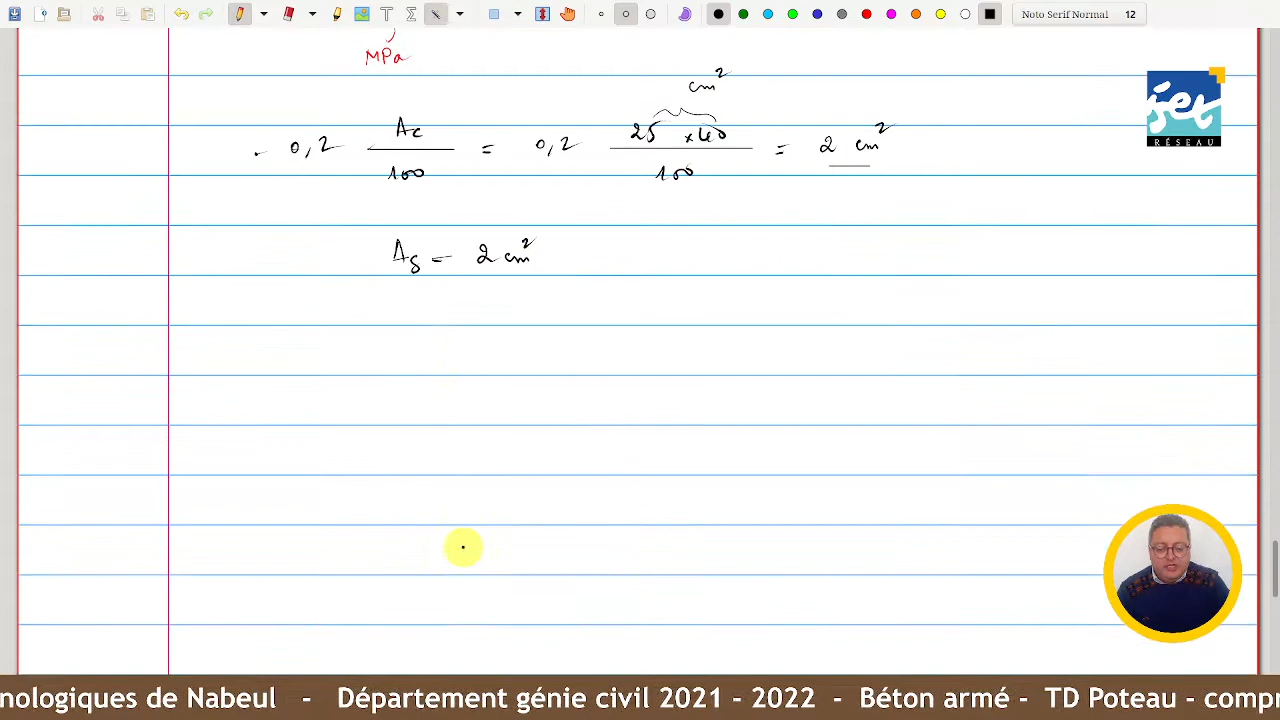 Noto Serif Normal 12
MPa
cm²
- 0,2 Ac/100 = 0,2 25 x 40/100 = 2 cm²
As = 2 cm²
iset
RÉSEAU
nologiques de Nabeul - Département génie civil 2021 - 2022 - Béton armé - TD Poteau - compr